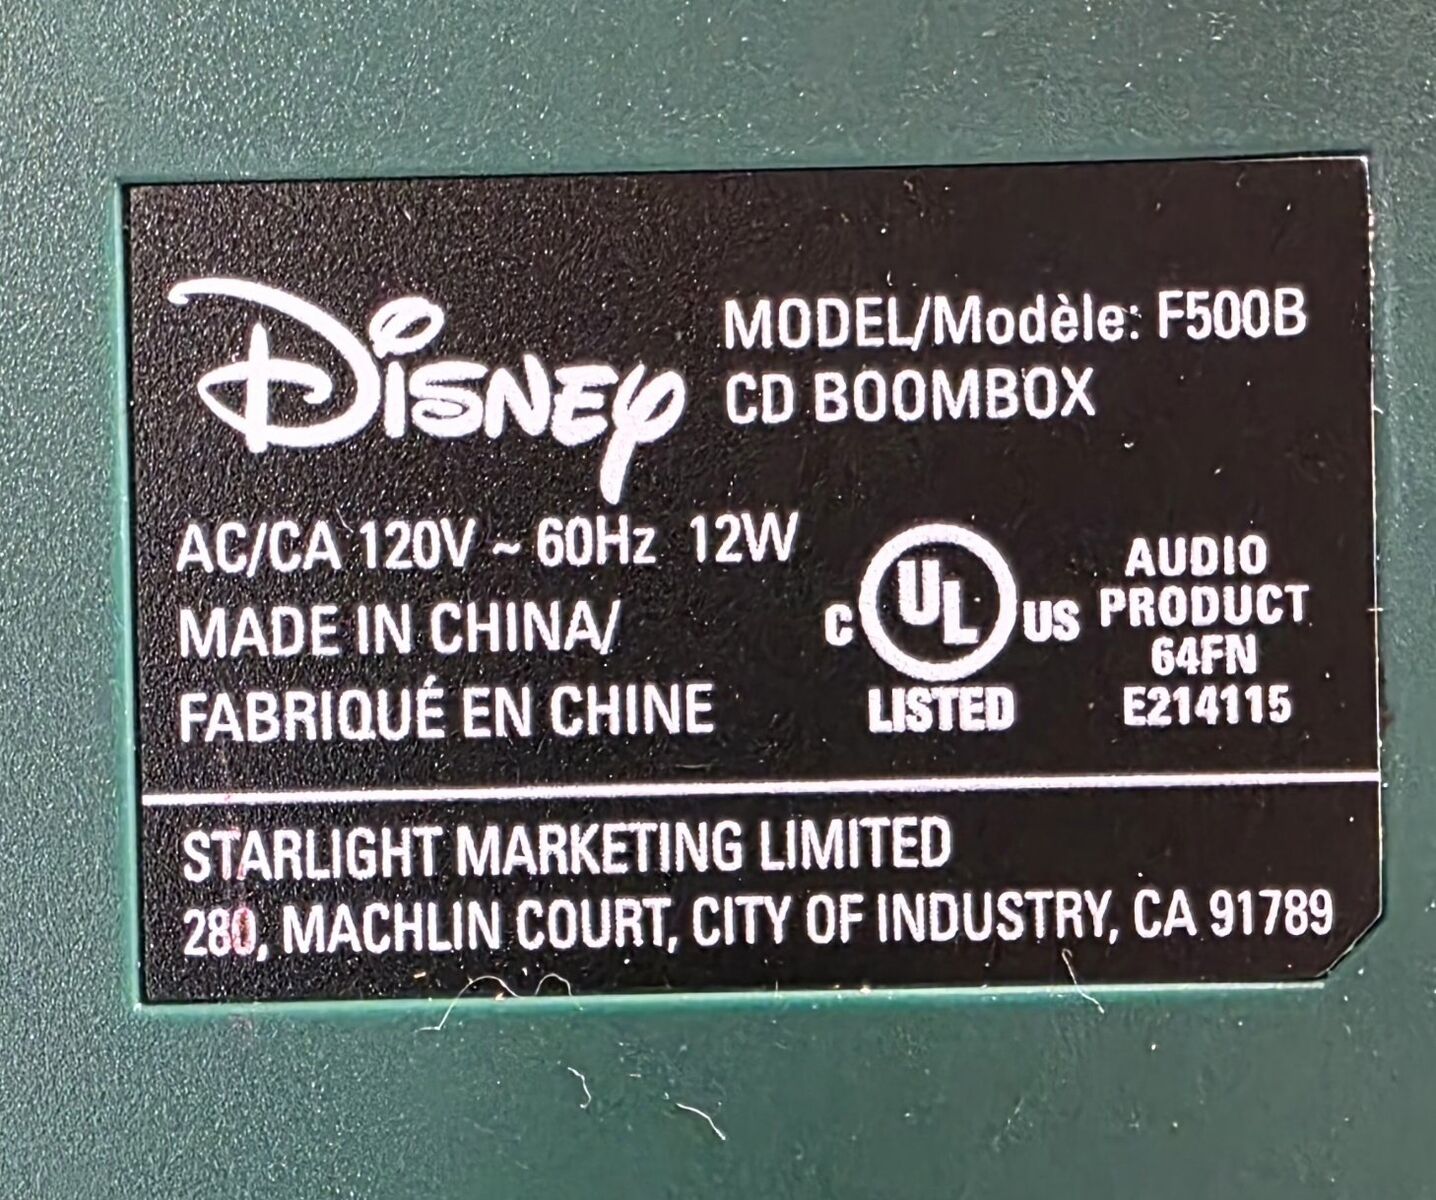 Disney
MODEL/Modèle: F500B
CD BOOMBOX
AC/CA 120V ~ 60Hz 12W
MADE IN CHINA/
FABRIQUÉ EN CHINE
C UL US
LISTED
AUDIO
PRODUCT
64FN
E214115
STARLIGHT MARKETING LIMITED
280, MACHLIN COURT, CITY OF INDUSTRY, CA 91789